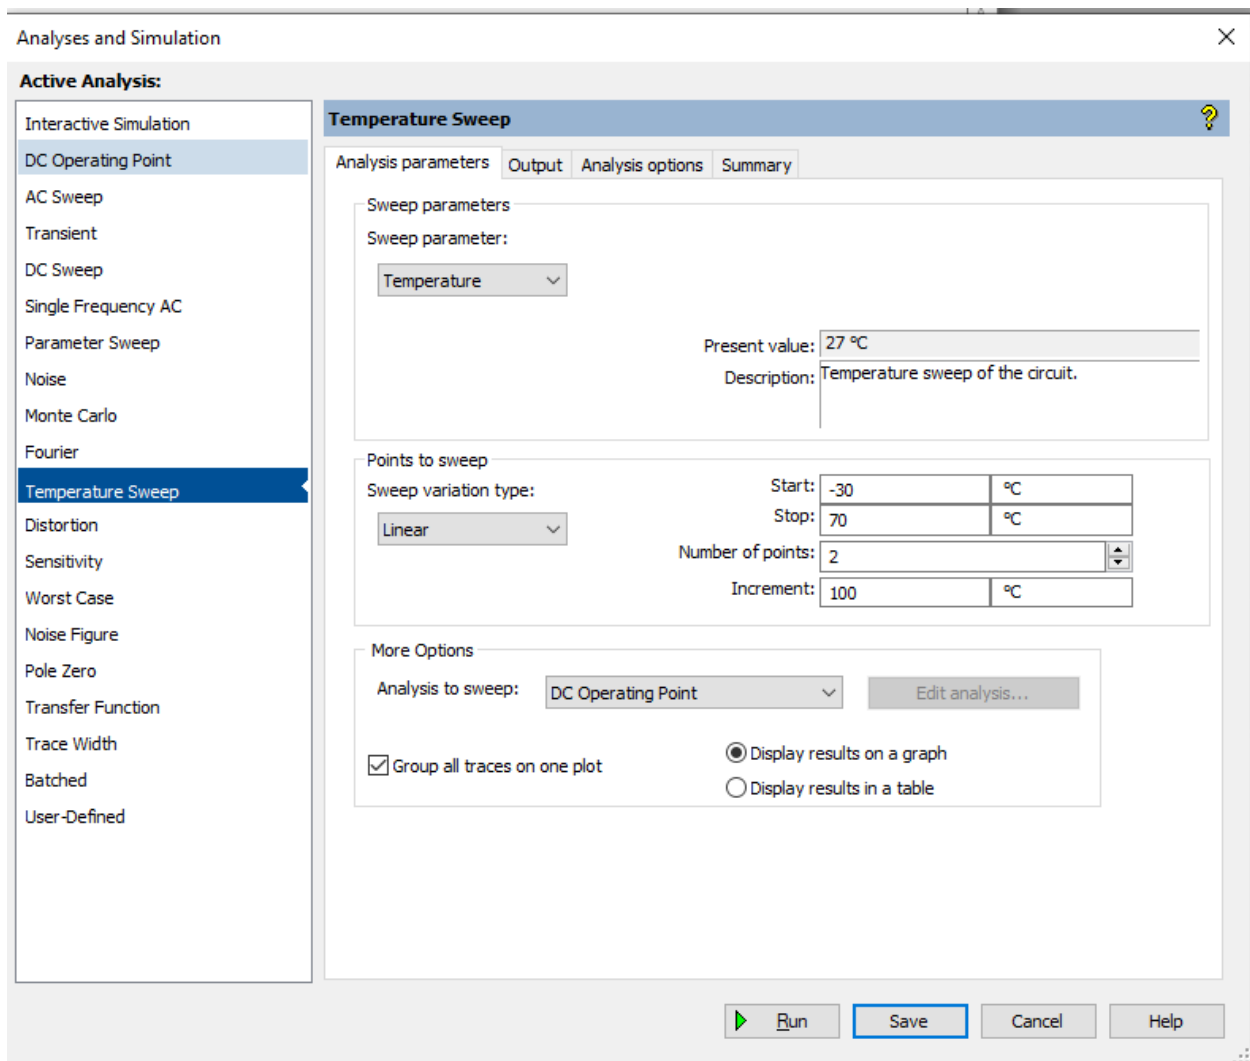 Analyses and Simulation
Active Analysis:
Interactive Simulation
DC Operating Point
AC Sweep
Transient
DC Sweep
Single Frequency AC
Parameter Sweep
Noise
Monte Carlo
Fourier
Temperature Sweep
Distortion
Sensitivity
Worst Case
Noise Figure
Pole Zero
Transfer Function
Trace Width
Batched
User-Defined
Temperature Sweep
Analysis parameters Output Analysis options Summary
Sweep parameters
Sweep parameter:
Temperature
Present value: 27 °C
Description: Temperature sweep of the circuit.
Points to sweep
Sweep variation type:
Linear
Start: -30 °C
Stop: 70 °C
Number of points: 2
Increment: 100 °C
More Options
Analysis to sweep: DC Operating Point Edit analysis...
Group all traces on one plot
Display results on a graph
Display results in a table
Run Save Cancel Help